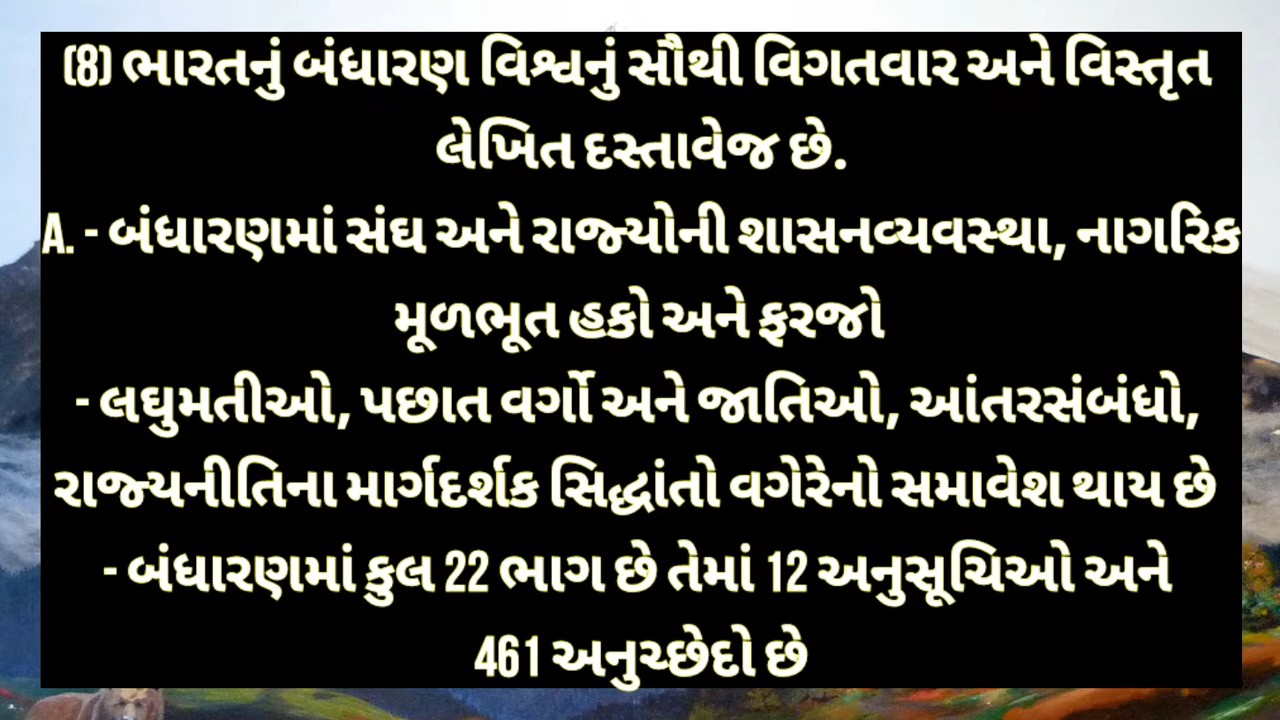 (8) ભારતનું બંધારણ વિશ્વનું સૌથી વિગતવાર અને વિસ્તૃત
લેખિત દસ્તાવેજ છે.
A. - બંધારણમાં સંઘ અને રાજ્યોની શાસનવ્યવસ્થા, નાગરિક
મૂળભૂત હકો અને ફરજો
- લઘુમતીઓ, પછાત વર્ગો અને જાતિઓ, આંતરસંબંધો,
રાજ્યનીતિના માર્ગદર્શક સિદ્ધાંતો વગેરેનો સમાવેશ થાય છે
- બંધારણમાં કુલ 22 ભાગ છે તેમાં 12 અનુસૂચિઓ અને
461 અનુચ્છેદો છે